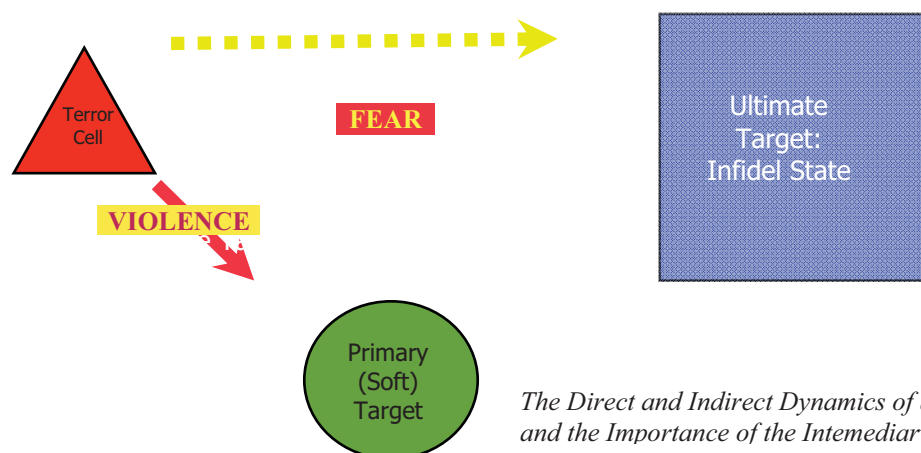 Terror
Cell
FEAR
Ultimate
Target:
Infidel State
VIOLENCE
Primary
(Soft)
Target
The Direct and Indirect Dynamics of
and the Importance of the Intemediar